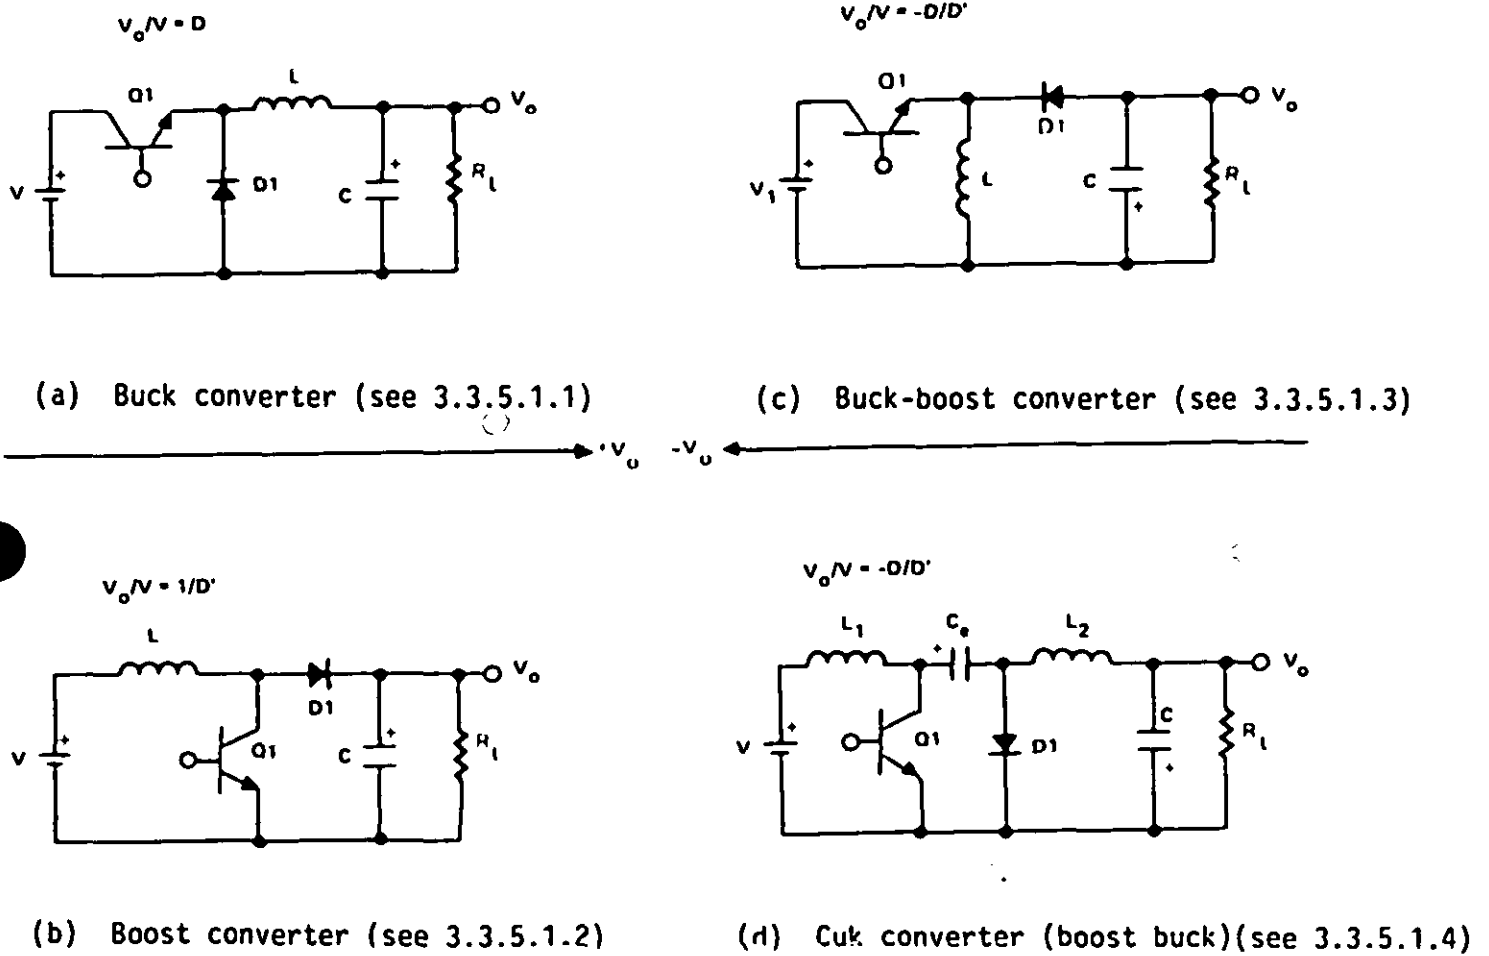 Vo/V = D
Q1
L
Vo
V
+
D1
C
+
RL
(a) Buck converter (see 3.3.5.1.1)
Vo/V = -D/D'
Q1
D1
Vo
V1
+
L
C
+
RL
(c) Buck-boost converter (see 3.3.5.1.3)
+Vo
-Vo
Vo/V = 1/D'
L
D1
Vo
V
+
Q1
C
+
RL
(b) Boost converter (see 3.3.5.1.2)
Vo/V = -D/D'
L1
+
Ce
L2
Vo
V
+
Q1
D1
C
+
RL
(d) Cuk converter (boost buck)(see 3.3.5.1.4)